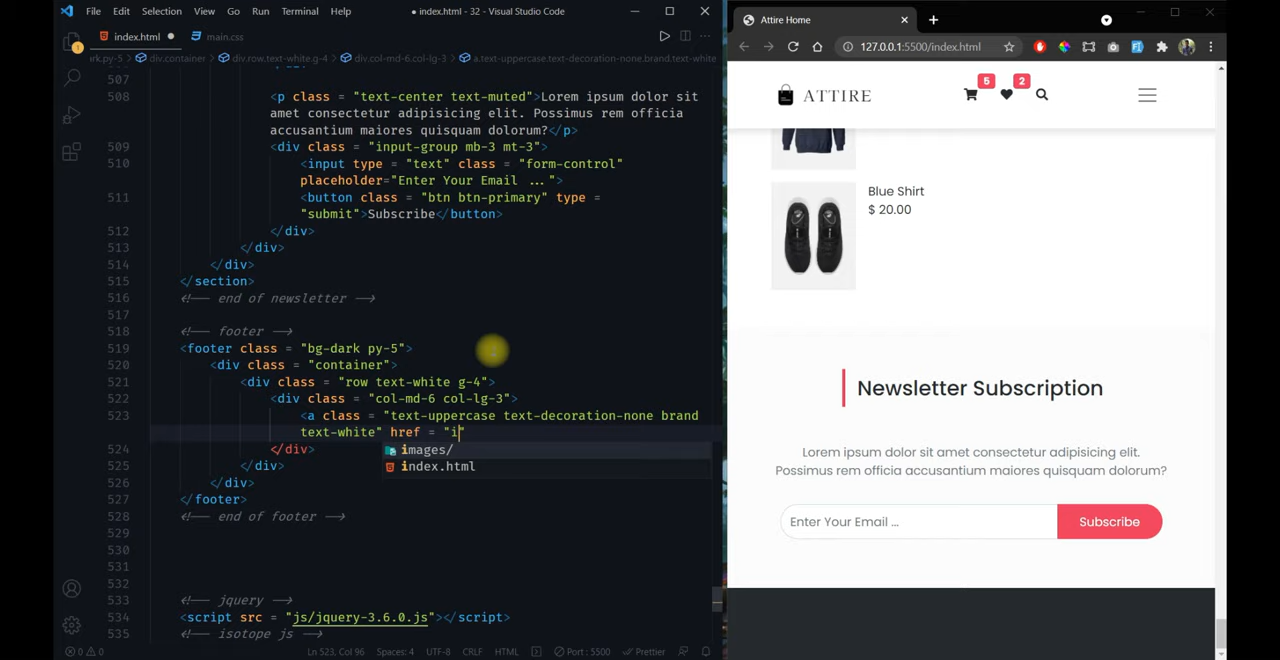 File Edit Selection View Go Run Terminal Help
● index.html - 32 - Visual Studio Code
Attire Home
index.html ●
main.css
127.0.0.1:5500/index.html
rk.py-5 > div.container > div.row.text-white.g-4 > div.col-md-6.col-lg-3 > a.text-uppercase.text-decoration-none.brand.text-white
507
508 <p class = "text-center text-muted">Lorem ipsum dolor sit
amet consectetur adipisicing elit. Possimus rem officia
accusantium maiores quisquam dolorum?</p>
509 <div class = "input-group mb-3 mt-3">
510 <input type = "text" class = "form-control"
placeholder="Enter Your Email ...">
511 <button class = "btn btn-primary" type =
"submit">Subscribe</button>
512 </div>
513 </div>
514 </div>
515 </section>
516 <!-- end of newsletter -->
517
518 <!-- footer -->
519 <footer class = "bg-dark py-5">
520 <div class = "container">
521 <div class = "row text-white g-4">
522 <div class = "col-md-6 col-lg-3">
523 <a class = "text-uppercase text-decoration-none brand
text-white" href = "i"
images/
index.html
524 </div>
525 </div>
526 </div>
527 </footer>
528 <!-- end of footer -->
529
530
531
532
533 <!-- jquery -->
534 <script src = "js/jquery-3.6.0.js"></script>
535 <!-- isotope js -->
0 0
Ln 523, Col 96
Spaces: 4
UTF-8
CRLF
HTML
Port : 5500
Prettier
ATTIRE
5
2
Blue Shirt
$ 20.00
Newsletter Subscription
Lorem ipsum dolor sit amet consectetur adipisicing elit.
Possimus rem officia accusantium maiores quisquam dolorum?
Enter Your Email ...
Subscribe